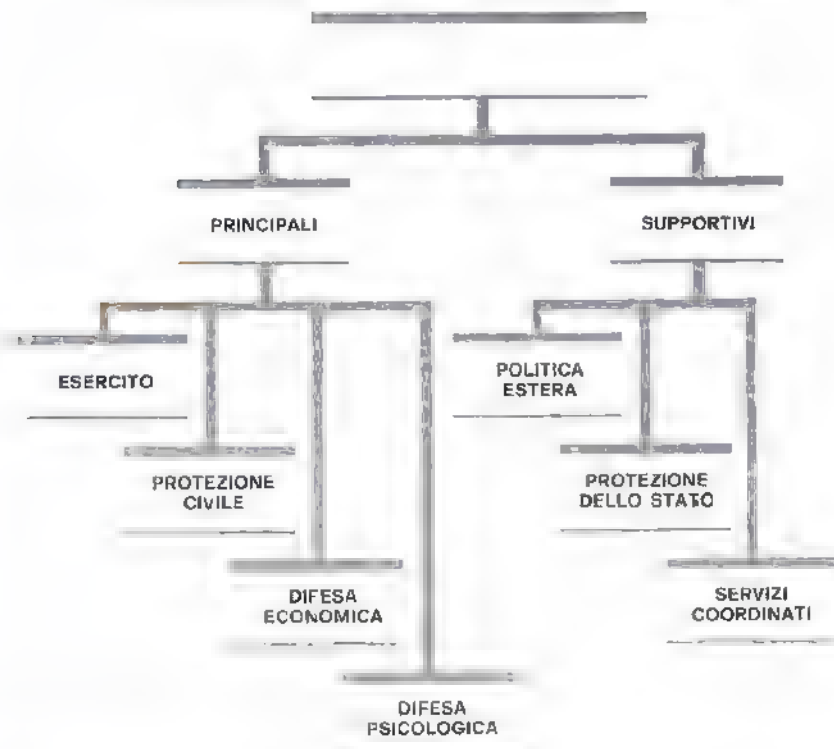 PRINCIPALI
SUPPORTIVI
ESERCITO
POLITICA
ESTERA
PROTEZIONE
CIVILE
PROTEZIONE
DELLO STATO
DIFESA
ECONOMICA
SERVIZI
COORDINATI
DIFESA
PSICOLOGICA